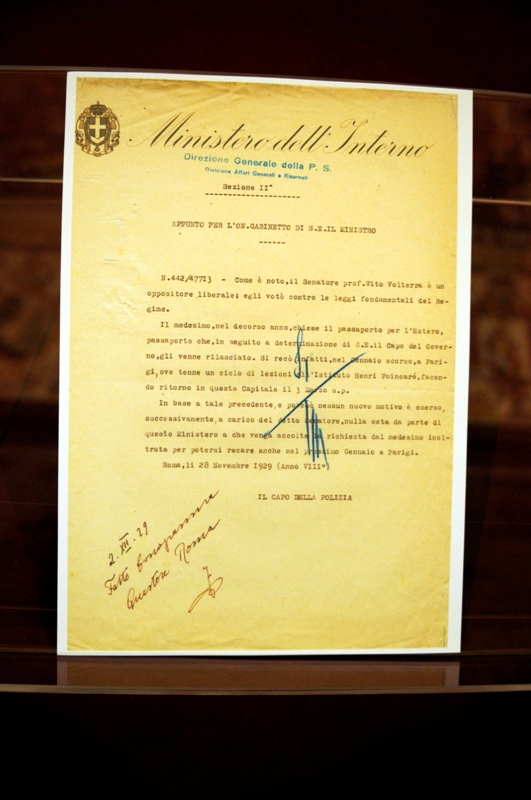 Ministero dell'Interno
Direzione Generale della P. S.
Divisione Affari Generali e Riservati
Sezione II^
APPUNTO PER L'ON.GABINETTO DI S.E.IL MINISTRO
N.442/47713 - Come è noto,il Senatore prof.Vito Volterra è un
oppositore liberale; egli votò contro le leggi fondamentali del Re-
gime.
Il medesimo,nel decorso anno,chiese il passaporto per l'Estero,
passaporto che,in seguito a determinazione di S.E.il Capo del Gover-
no,gli venne rilasciato. Si recò infatti,nel Gennaio scorso,a Pari-
gi,ove tenne un ciclo di lezioni all'Istituto Henri Poincaré,facen-
do ritorno in questa Capitale il 3 Marzo u.p.
In base a tale precedente,e poichè nessun nuovo motivo è emerso,
successivamente,a carico del detto Senatore,nulla osta da parte di
questo Ministero a che venga accolta la richiesta dal medesimo inol-
trata per potersi recare anche nel prossimo Gennaio a Parigi.
Roma,li 28 Novembre 1929 (Anno VIII°)
IL CAPO DELLA POLIZIA
2.XII.29
Fatto
Questore Roma